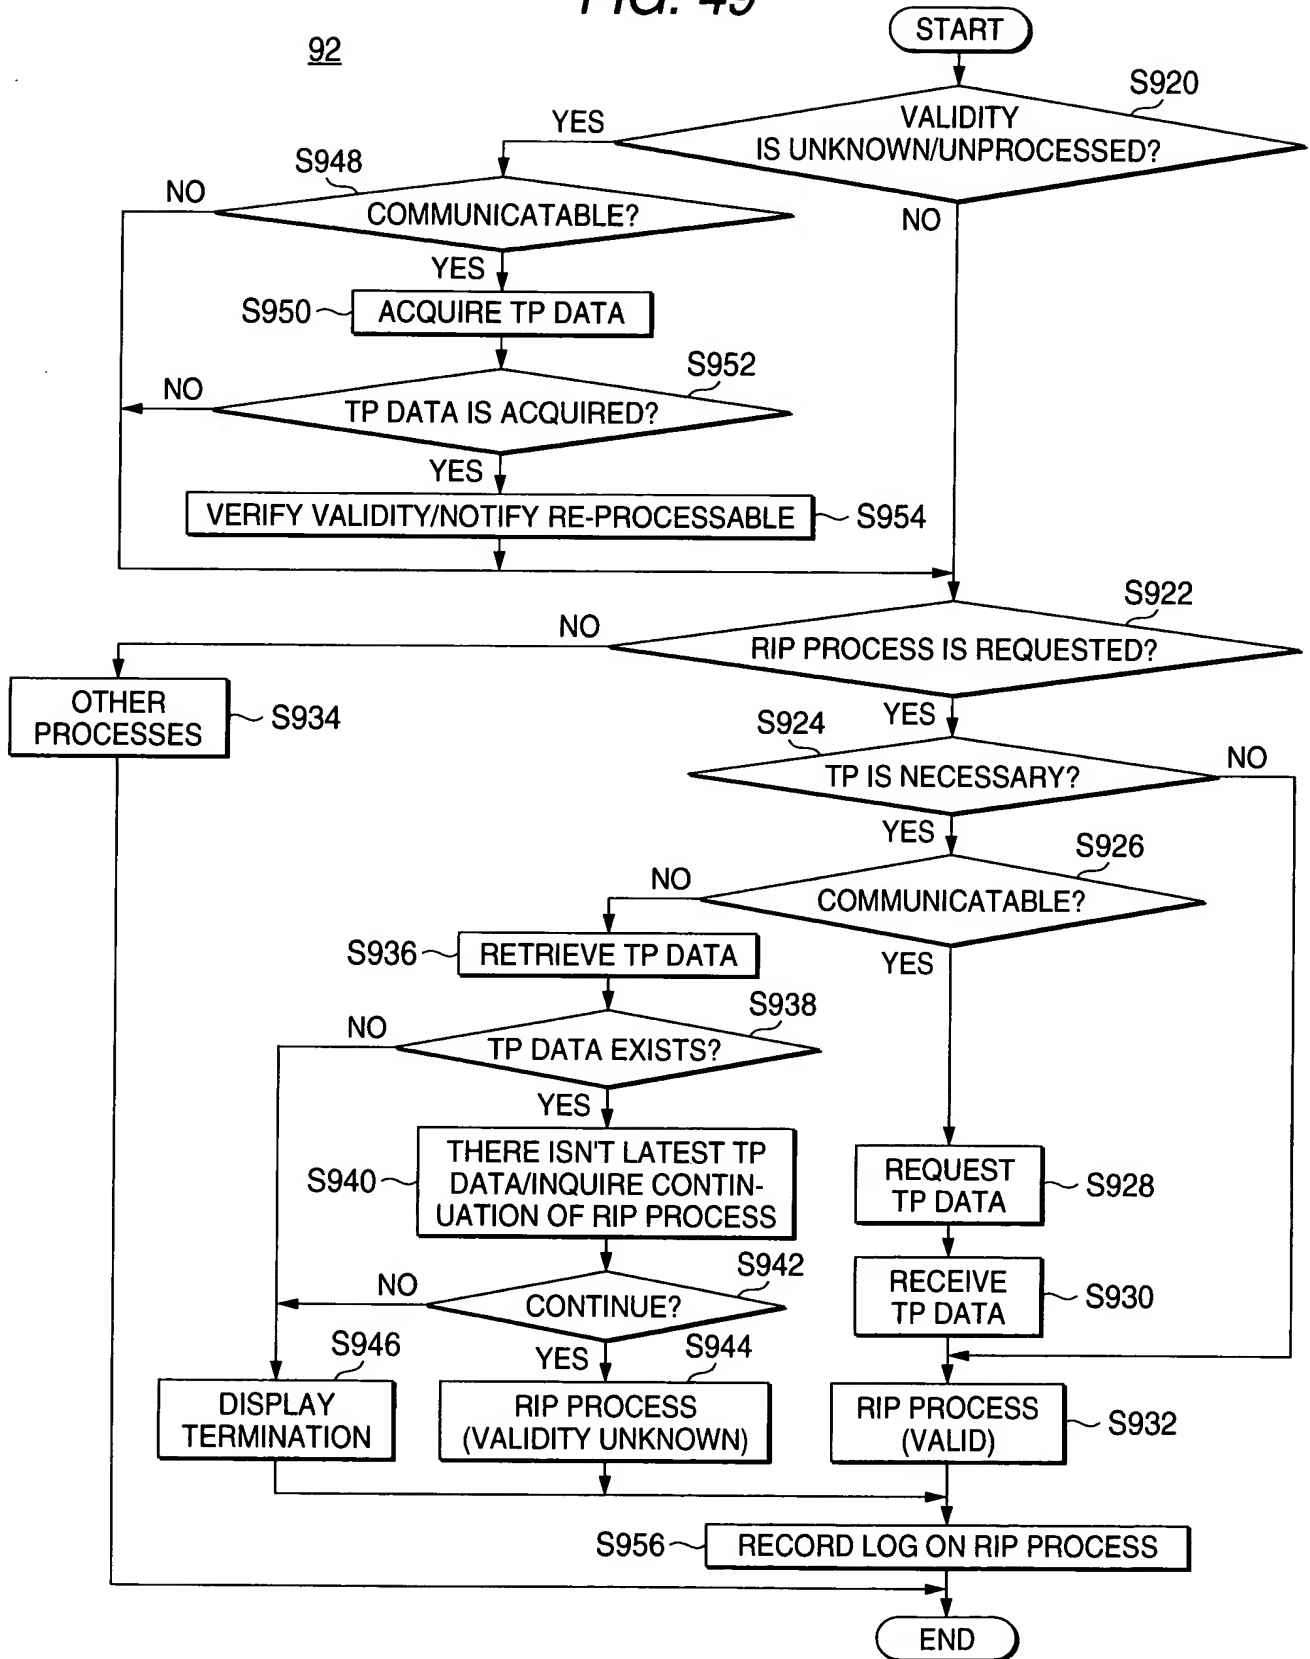 FIG. 49
92
START
S920
VALIDITY
IS UNKNOWN/UNPROCESSED?
YES
NO
S948
NO
COMMUNICATABLE?
YES
S950
ACQUIRE TP DATA
S952
NO
TP DATA IS ACQUIRED?
YES
VERIFY VALIDITY/NOTIFY RE-PROCESSABLE
S954
S922
NO
RIP PROCESS IS REQUESTED?
YES
OTHER
PROCESSES
S934
S924
TP IS NECESSARY?
NO
YES
S926
NO
COMMUNICATABLE?
YES
S936
RETRIEVE TP DATA
S938
NO
TP DATA EXISTS?
YES
S940
THERE ISN'T LATEST TP
DATA/INQUIRE CONTIN-
UATION OF RIP PROCESS
REQUEST
TP DATA
S928
S942
NO
CONTINUE?
YES
RECEIVE
TP DATA
S930
S946
DISPLAY
TERMINATION
S944
RIP PROCESS
(VALIDITY UNKNOWN)
RIP PROCESS
(VALID)
S932
S956
RECORD LOG ON RIP PROCESS
END